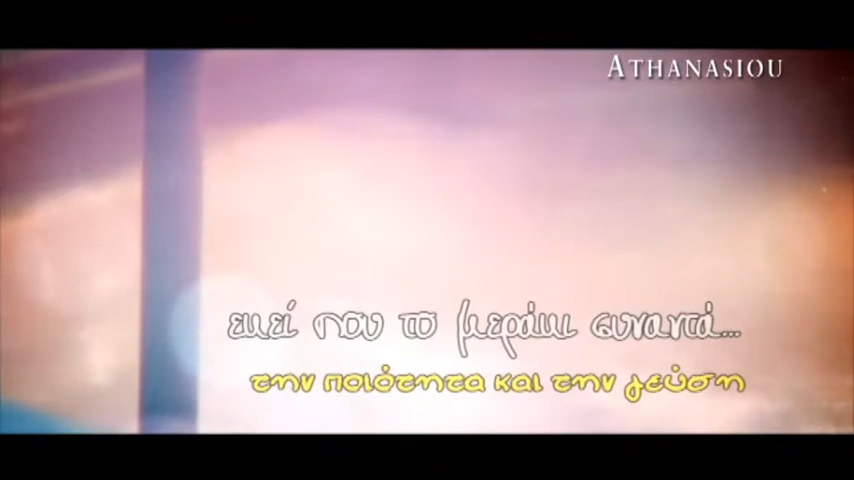 ATHANASIOU
εκεί που το μεράκι συναντά...
την ποιότητα και την γεύση